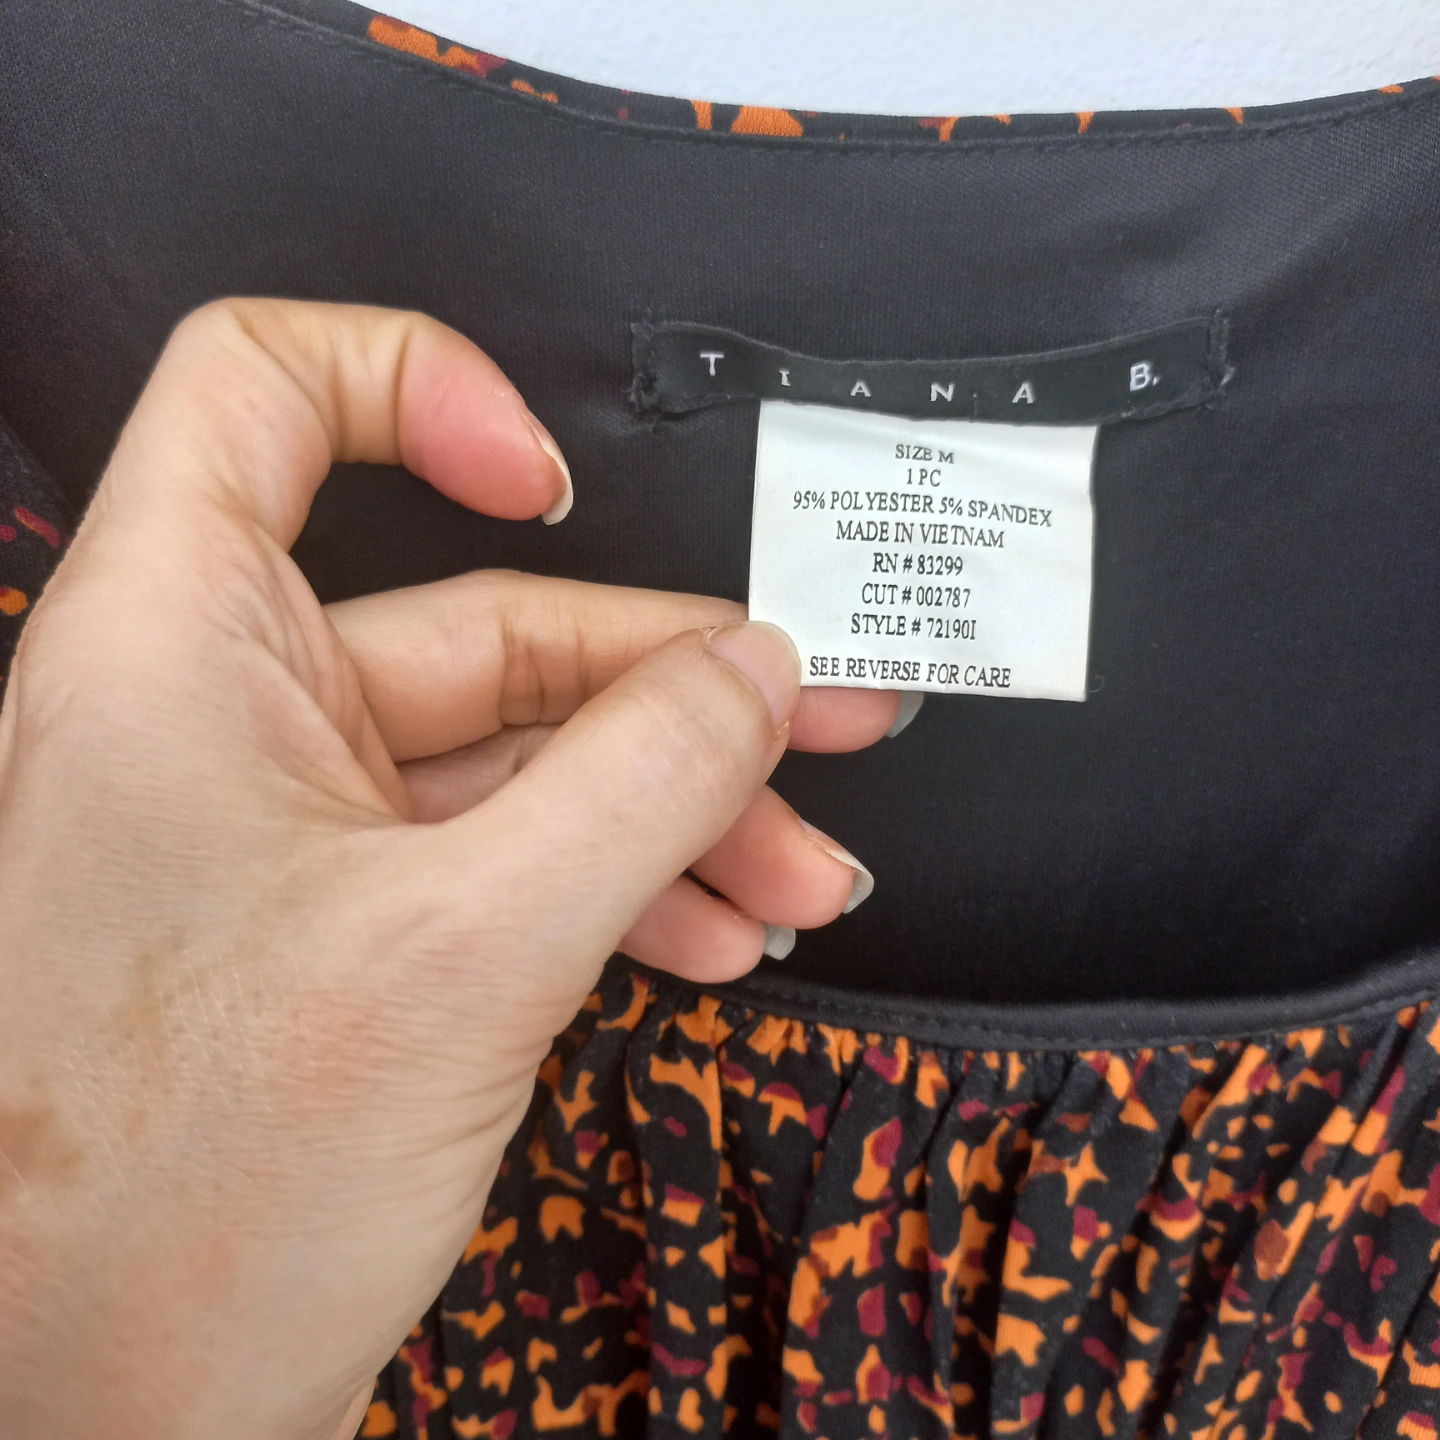 TIANA B.
SIZE M
1 PC
95% POLYESTER 5% SPANDEX
MADE IN VIETNAM
RN # 83299
CUT # 002787
STYLE # 72190I
SEE REVERSE FOR CARE